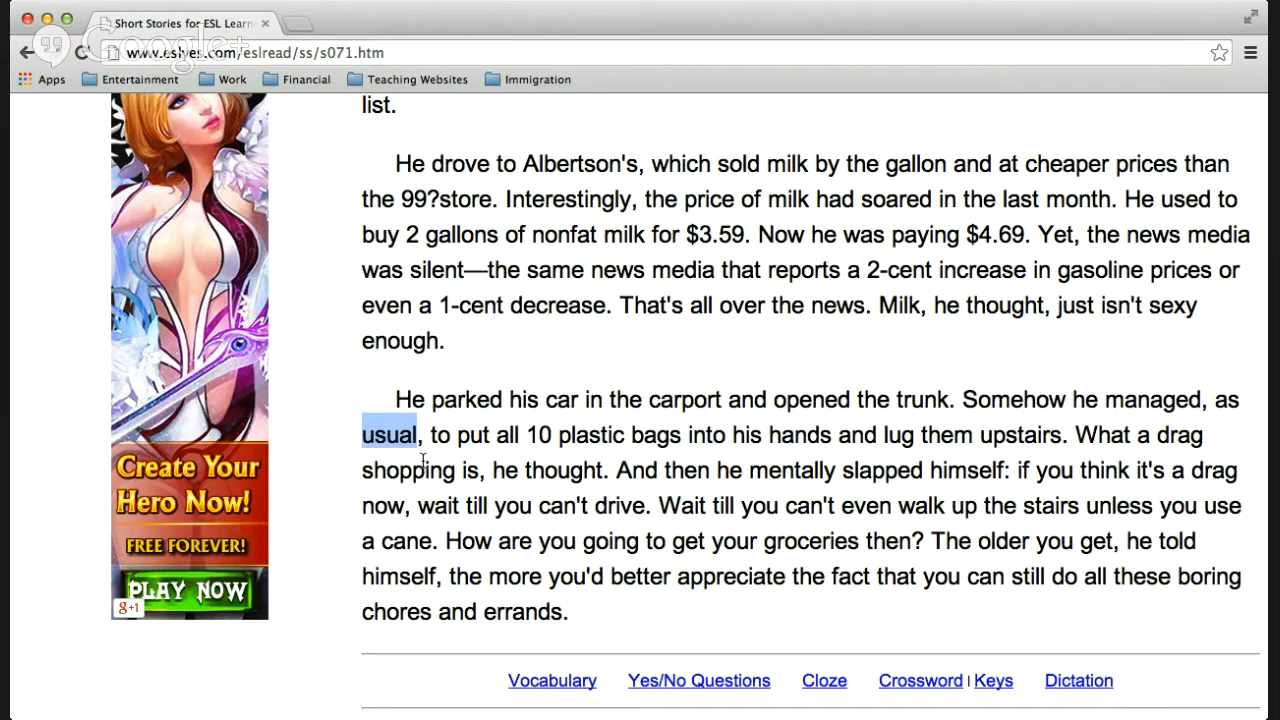 Short Stories for ESL Learn
Google+
www.eslyes.com/eslread/ss/s071.htm
Apps Entertainment Work Financial Teaching Websites Immigration
list.
He drove to Albertson's, which sold milk by the gallon and at cheaper prices than
the 99?store. Interestingly, the price of milk had soared in the last month. He used to
buy 2 gallons of nonfat milk for $3.59. Now he was paying $4.69. Yet, the news media
was silent—the same news media that reports a 2-cent increase in gasoline prices or
even a 1-cent decrease. That's all over the news. Milk, he thought, just isn't sexy
enough.
He parked his car in the carport and opened the trunk. Somehow he managed, as
usual, to put all 10 plastic bags into his hands and lug them upstairs. What a drag
shopping is, he thought. And then he mentally slapped himself: if you think it's a drag
now, wait till you can't drive. Wait till you can't even walk up the stairs unless you use
a cane. How are you going to get your groceries then? The older you get, he told
himself, the more you'd better appreciate the fact that you can still do all these boring
chores and errands.
Create Your
Hero Now!
FREE FOREVER!
PLAY NOW
g+1
Vocabulary Yes/No Questions Cloze Crossword | Keys Dictation